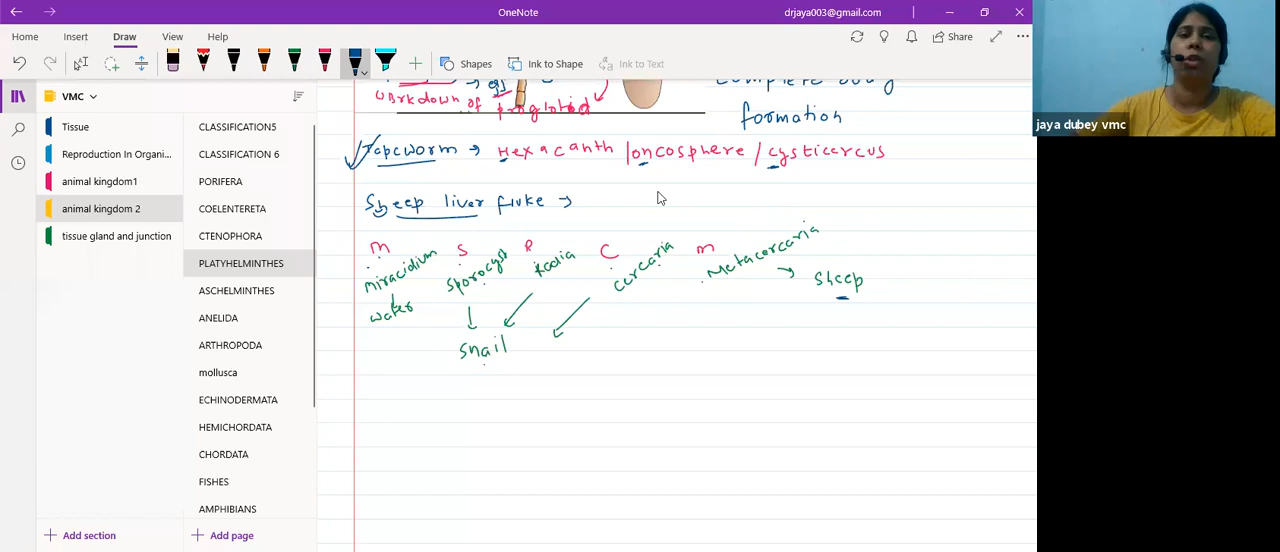 OneNote
drjaya003@gmail.com
Home Insert Draw View Help
Share
Shapes Ink to Shape Ink to Text
VMC
Tissue
Reproduction In Organi...
animal kingdom1
animal kingdom 2
tissue gland and junction
Add section
CLASSIFICATION5
CLASSIFICATION 6
PORIFERA
COELENTERETA
CTENOPHORA
PLATYHELMINTHES
ASCHELMINTHES
ANELIDA
ARTHROPODA
mollusca
ECHINODERMATA
HEMICHORDATA
CHORDATA
FISHES
AMPHIBIANS
Add page
of proglotid
formation
Tapeworm → Hexacanth / oncosphere / cysticercus
Sheep liver fluke →
M S R C M
miracidium sporocyst Redia cercaria Metacercaria → sheep
water
snail
jaya dubey vmc